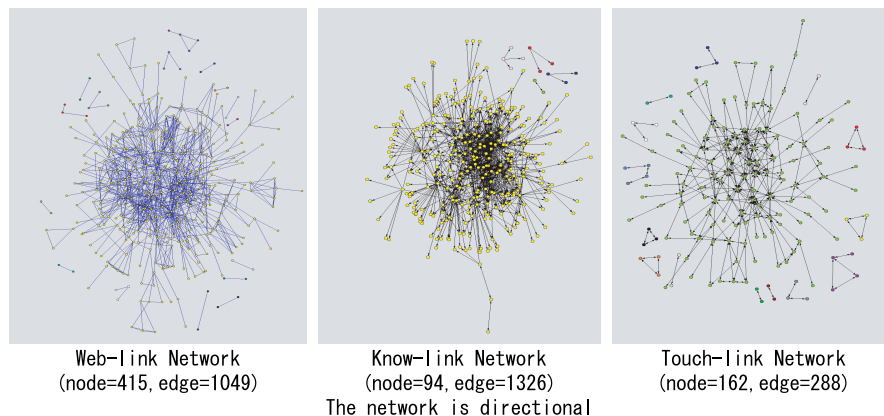 Web-link Network
(node=415, edge=1049)
Know-link Network
(node=94, edge=1326)
The network is directional
Touch-link Network
(node=162, edge=288)